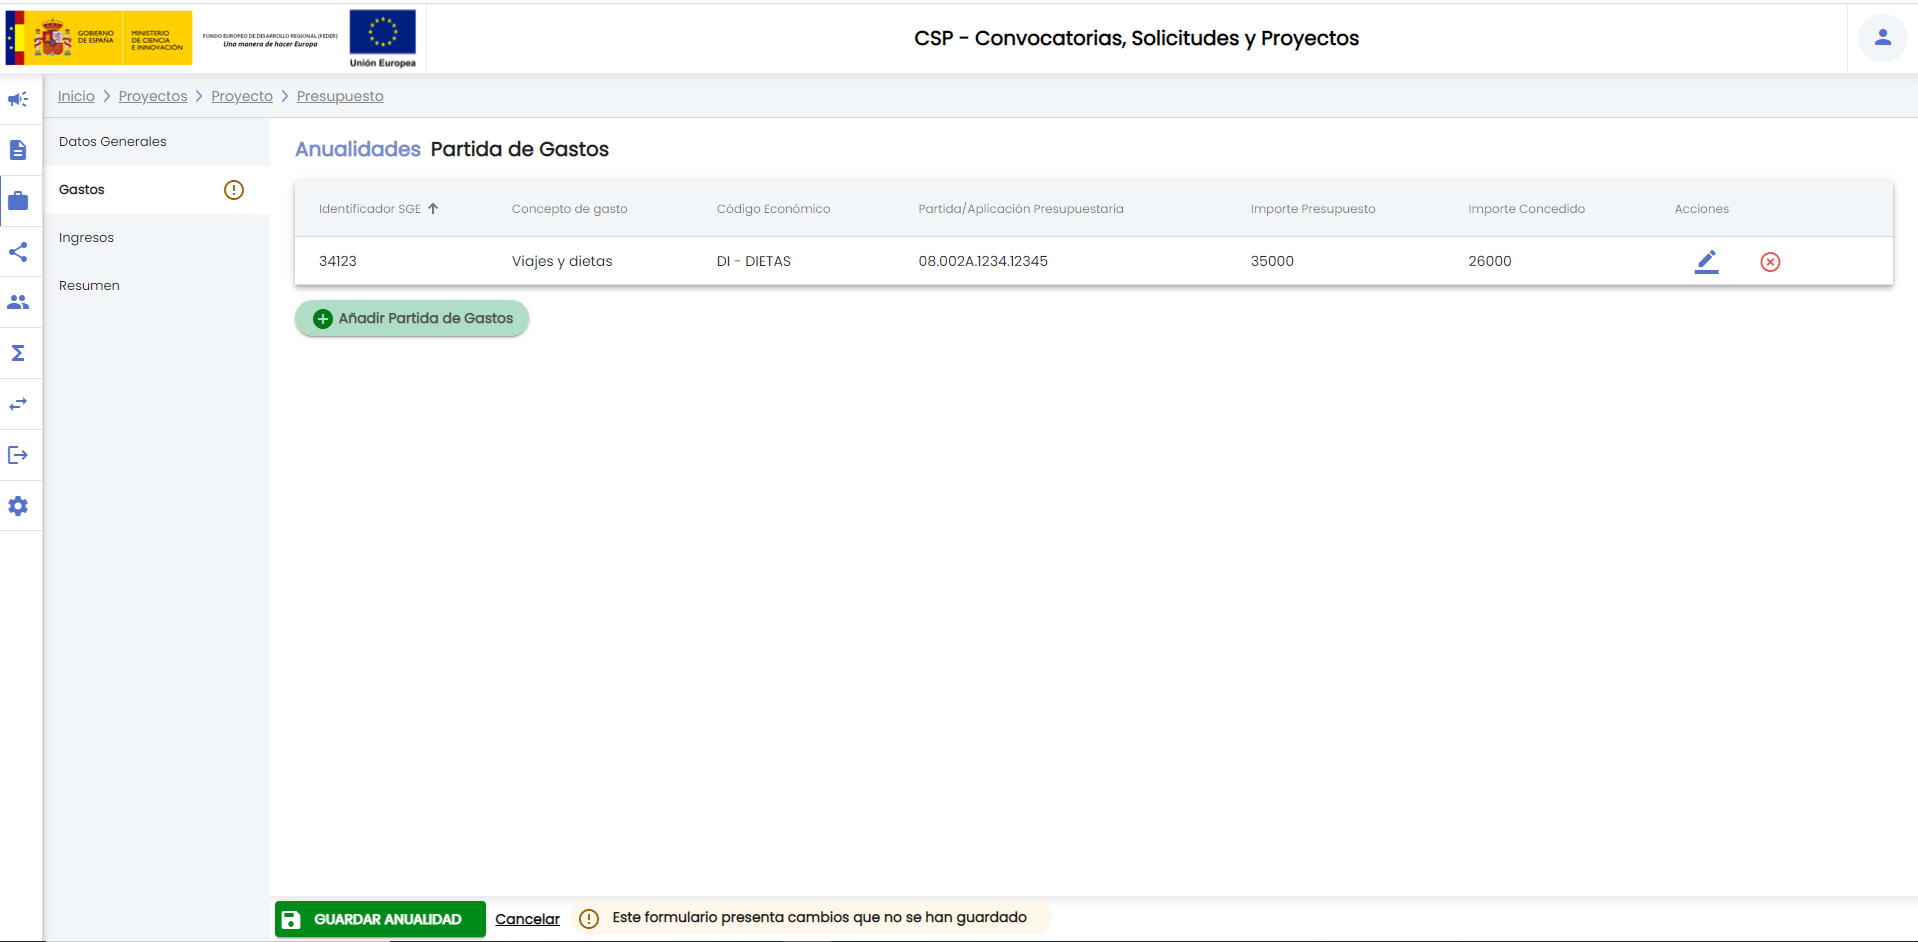 GOBIERNO
DE ESPAÑA
MINISTERIO
DE CIENCIA
E INNOVACIÓN
FONDO EUROPEO DE DESARROLLO REGIONAL (FEDER)
Una manera de hacer Europa
Unión Europea
CSP - Convocatorias, Solicitudes y Proyectos
Inicio > Proyectos > Proyecto > Presupuesto
Datos Generales
Gastos
Ingresos
Resumen
Anualidades Partida de Gastos
Identificador SGE Concepto de gasto Código Económico Partida/Aplicación Presupuestaria Importe Presupuesto Importe Concedido Acciones
34123 Viajes y dietas DI - DIETAS 08.002A.1234.12345 35000 26000
Añadir Partida de Gastos
GUARDAR ANUALIDAD Cancelar Este formulario presenta cambios que no se han guardado